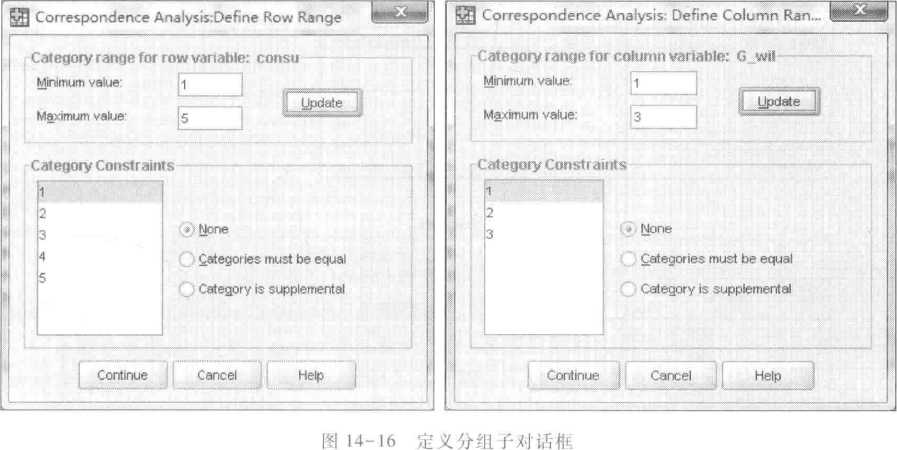 Correspondence Analysis:Define Row Range
Category range for row variable: consu
Minimum value:
1
Update
Maximum value:
5
Category Constraints
1
2
3
4
5
None
Categories must be equal
Category is supplemental
Continue
Cancel
Help
Correspondence Analysis: Define Column Ran...
Category range for column variable: G_wil
Minimum value:
1
Update
Maximum value:
3
Category Constraints
1
2
3
None
Categories must be equal
Category is supplemental
Continue
Cancel
Help
图 14-16 定义分组子对话框